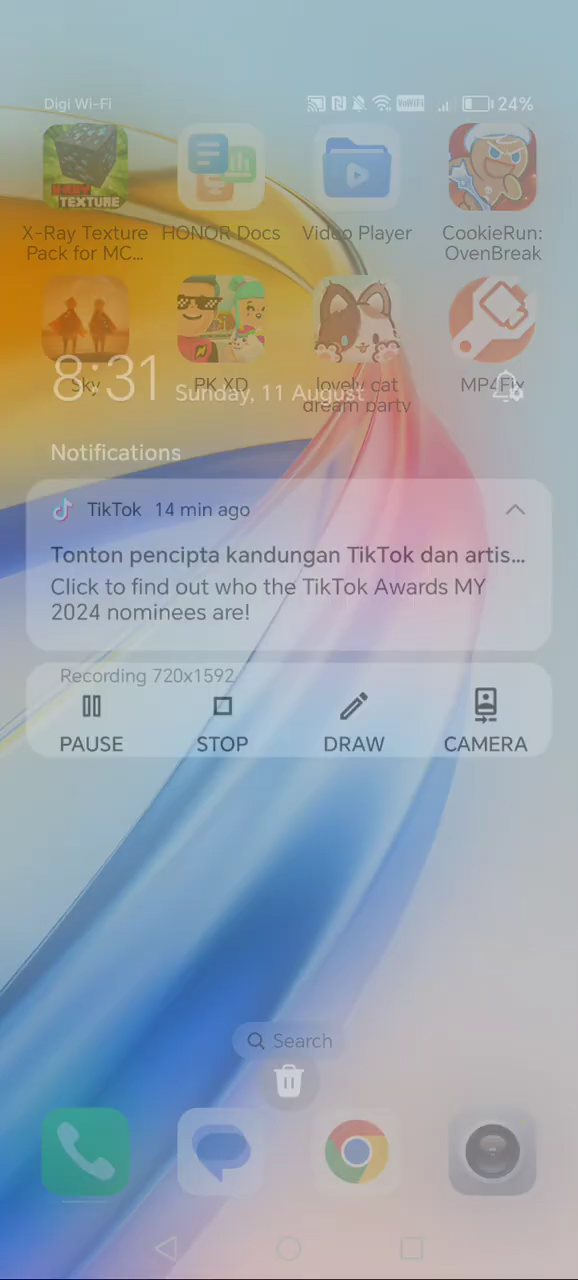 Digi Wi-Fi
VoWiFi
24%
X-RAY
TEXTURE
X-Ray Texture
Pack for MC...
HONOR Docs
Video Player
CookieRun:
OvenBreak
Sky
PK XD
lovely cat
dream party
MP4Fix
8:31
Sunday, 11 August
Notifications
TikTok 14 min ago
Tonton pencipta kandungan TikTok dan artis...
Click to find out who the TikTok Awards MY
2024 nominees are!
Recording 720x1592
PAUSE
STOP
DRAW
CAMERA
Search